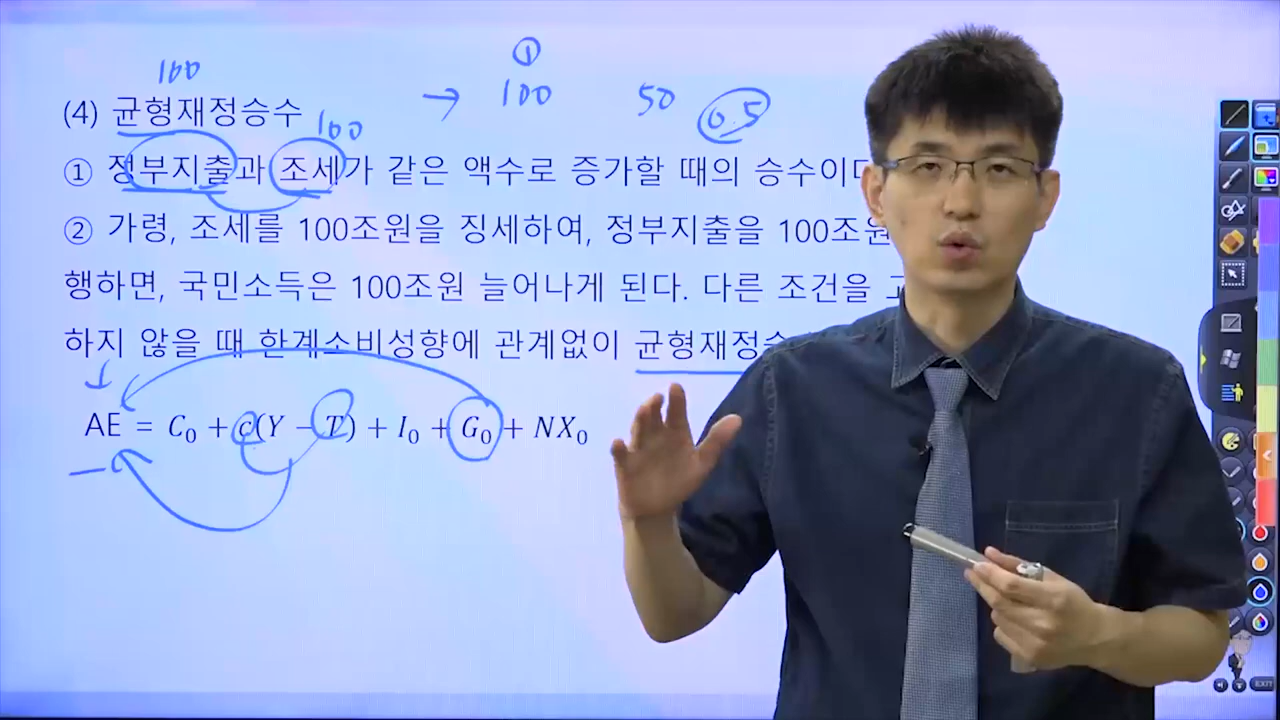 100
①
→ 100 50 0.5
(4) 균형재정승수
100
① 정부지출과 조세가 같은 액수로 증가할 때의 승수이다
② 가령, 조세를 100조원을 징세하여, 정부지출을 100조원
행하면, 국민소득은 100조원 늘어나게 된다. 다른 조건을 고
하지 않을 때 한계소비성향에 관계없이 균형재정승
AE = C₀ + c(Y − T) + I₀ + G₀ + NX₀
−
EXIT